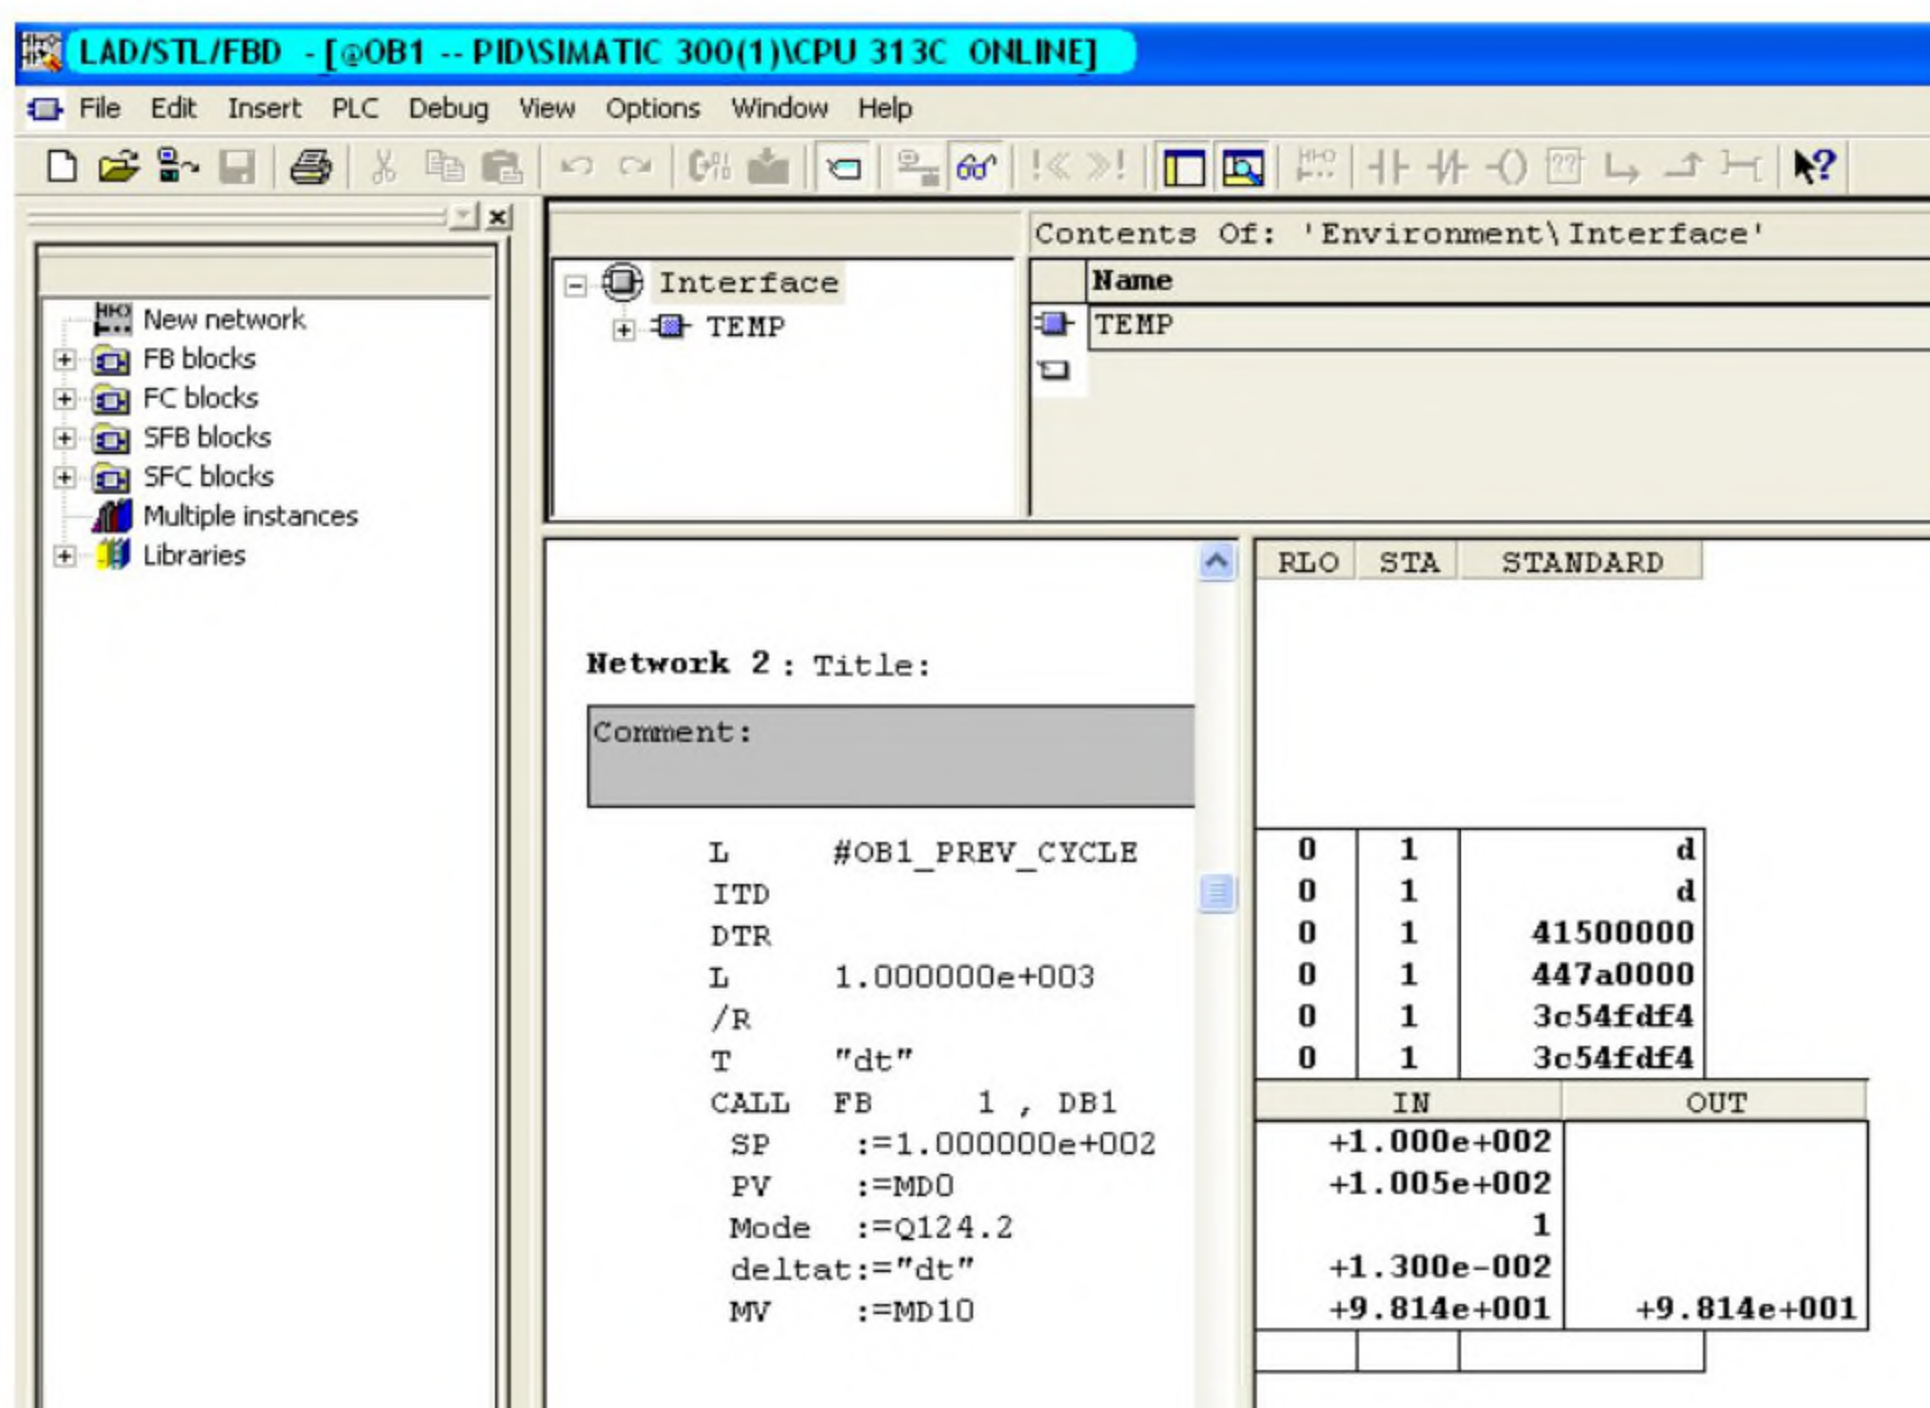 LAD/STL/FBD - [@OB1 -- PID\SIMATIC 300(1)\CPU 313C ONLINE]
File Edit Insert PLC Debug View Options Window Help
New network
FB blocks
FC blocks
SFB blocks
SFC blocks
Multiple instances
Libraries
Interface
TEMP
Contents Of: 'Environment\Interface'
Name
TEMP
Network 2 : Title:
Comment:
RLO STA STANDARD
L #OB1_PREV_CYCLE 0 1 d
ITD 0 1 d
DTR 0 1 41500000
L 1.000000e+003 0 1 447a0000
/R 0 1 3c54fdf4
T "dt" 0 1 3c54fdf4
CALL FB 1 , DB1 IN OUT
SP :=1.000000e+002 +1.000e+002
PV :=MD0 +1.005e+002
Mode :=Q124.2 1
deltat:="dt" +1.300e-002
MV :=MD10 +9.814e+001 +9.814e+001